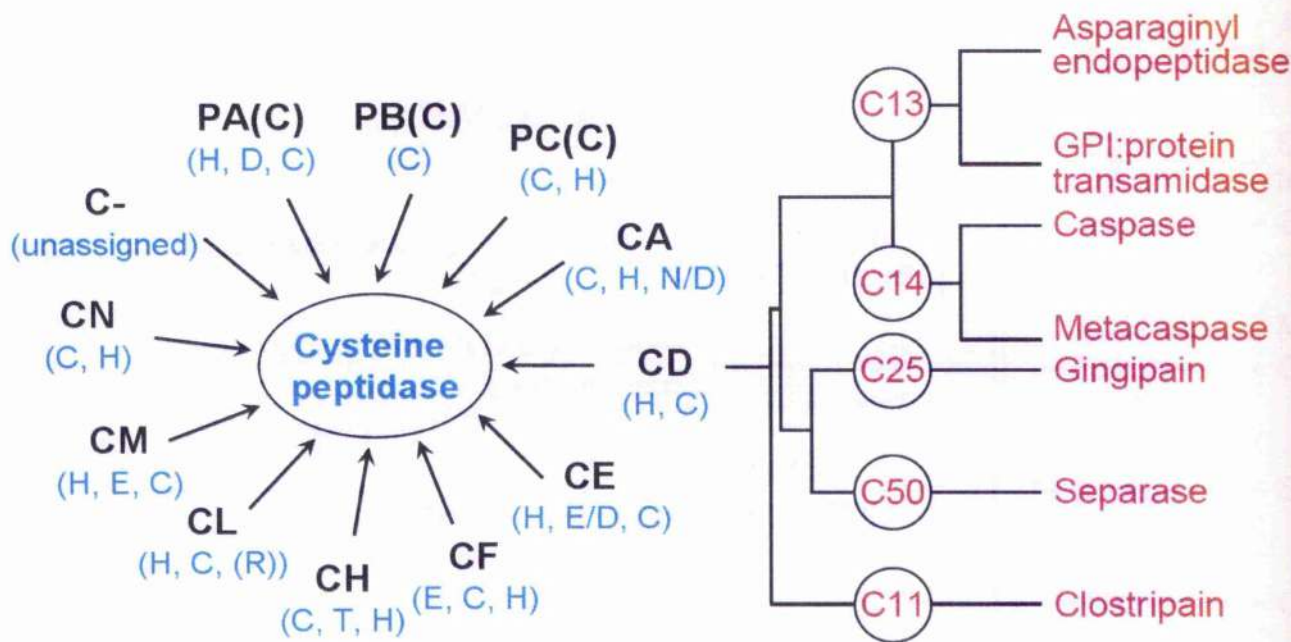 PA(C)
(H, D, C)
PB(C)
(C)
PC(C)
(C, H)
C-
(unassigned)
CA
(C, H, N/D)
CN
(C, H)
Cysteine
peptidase
CD
(H, C)
CM
(H, E, C)
CE
(H, E/D, C)
CL
(H, C, (R))
CH
(C, T, H)
CF
(E, C, H)
C13
Asparaginyl
endopeptidase
GPI:protein
transamidase
C14
Caspase
Metacaspase
C25
Gingipain
C50
Separase
C11
Clostripain